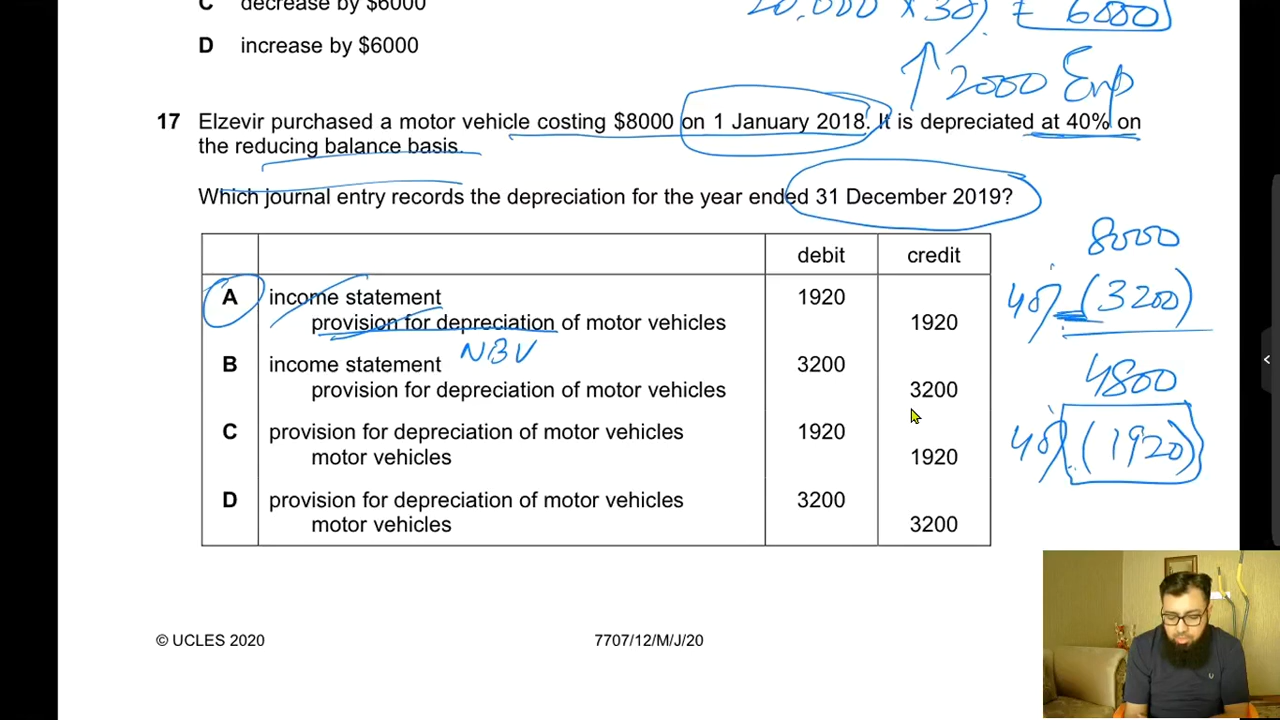 C decrease by $6000
20,000 × 30% = 6000
D increase by $6000
2000 Exp
17 Elzevir purchased a motor vehicle costing $8000 on 1 January 2018. It is depreciated at 40% on
the reducing balance basis.
Which journal entry records the depreciation for the year ended 31 December 2019?
debit credit
A income statement 1920
provision for depreciation of motor vehicles 1920
NBV
B income statement 3200
provision for depreciation of motor vehicles 3200
C provision for depreciation of motor vehicles 1920
motor vehicles 1920
D provision for depreciation of motor vehicles 3200
motor vehicles 3200
8000
40% (3200)
4800
40% (1920)
© UCLES 2020 7707/12/M/J/20
<